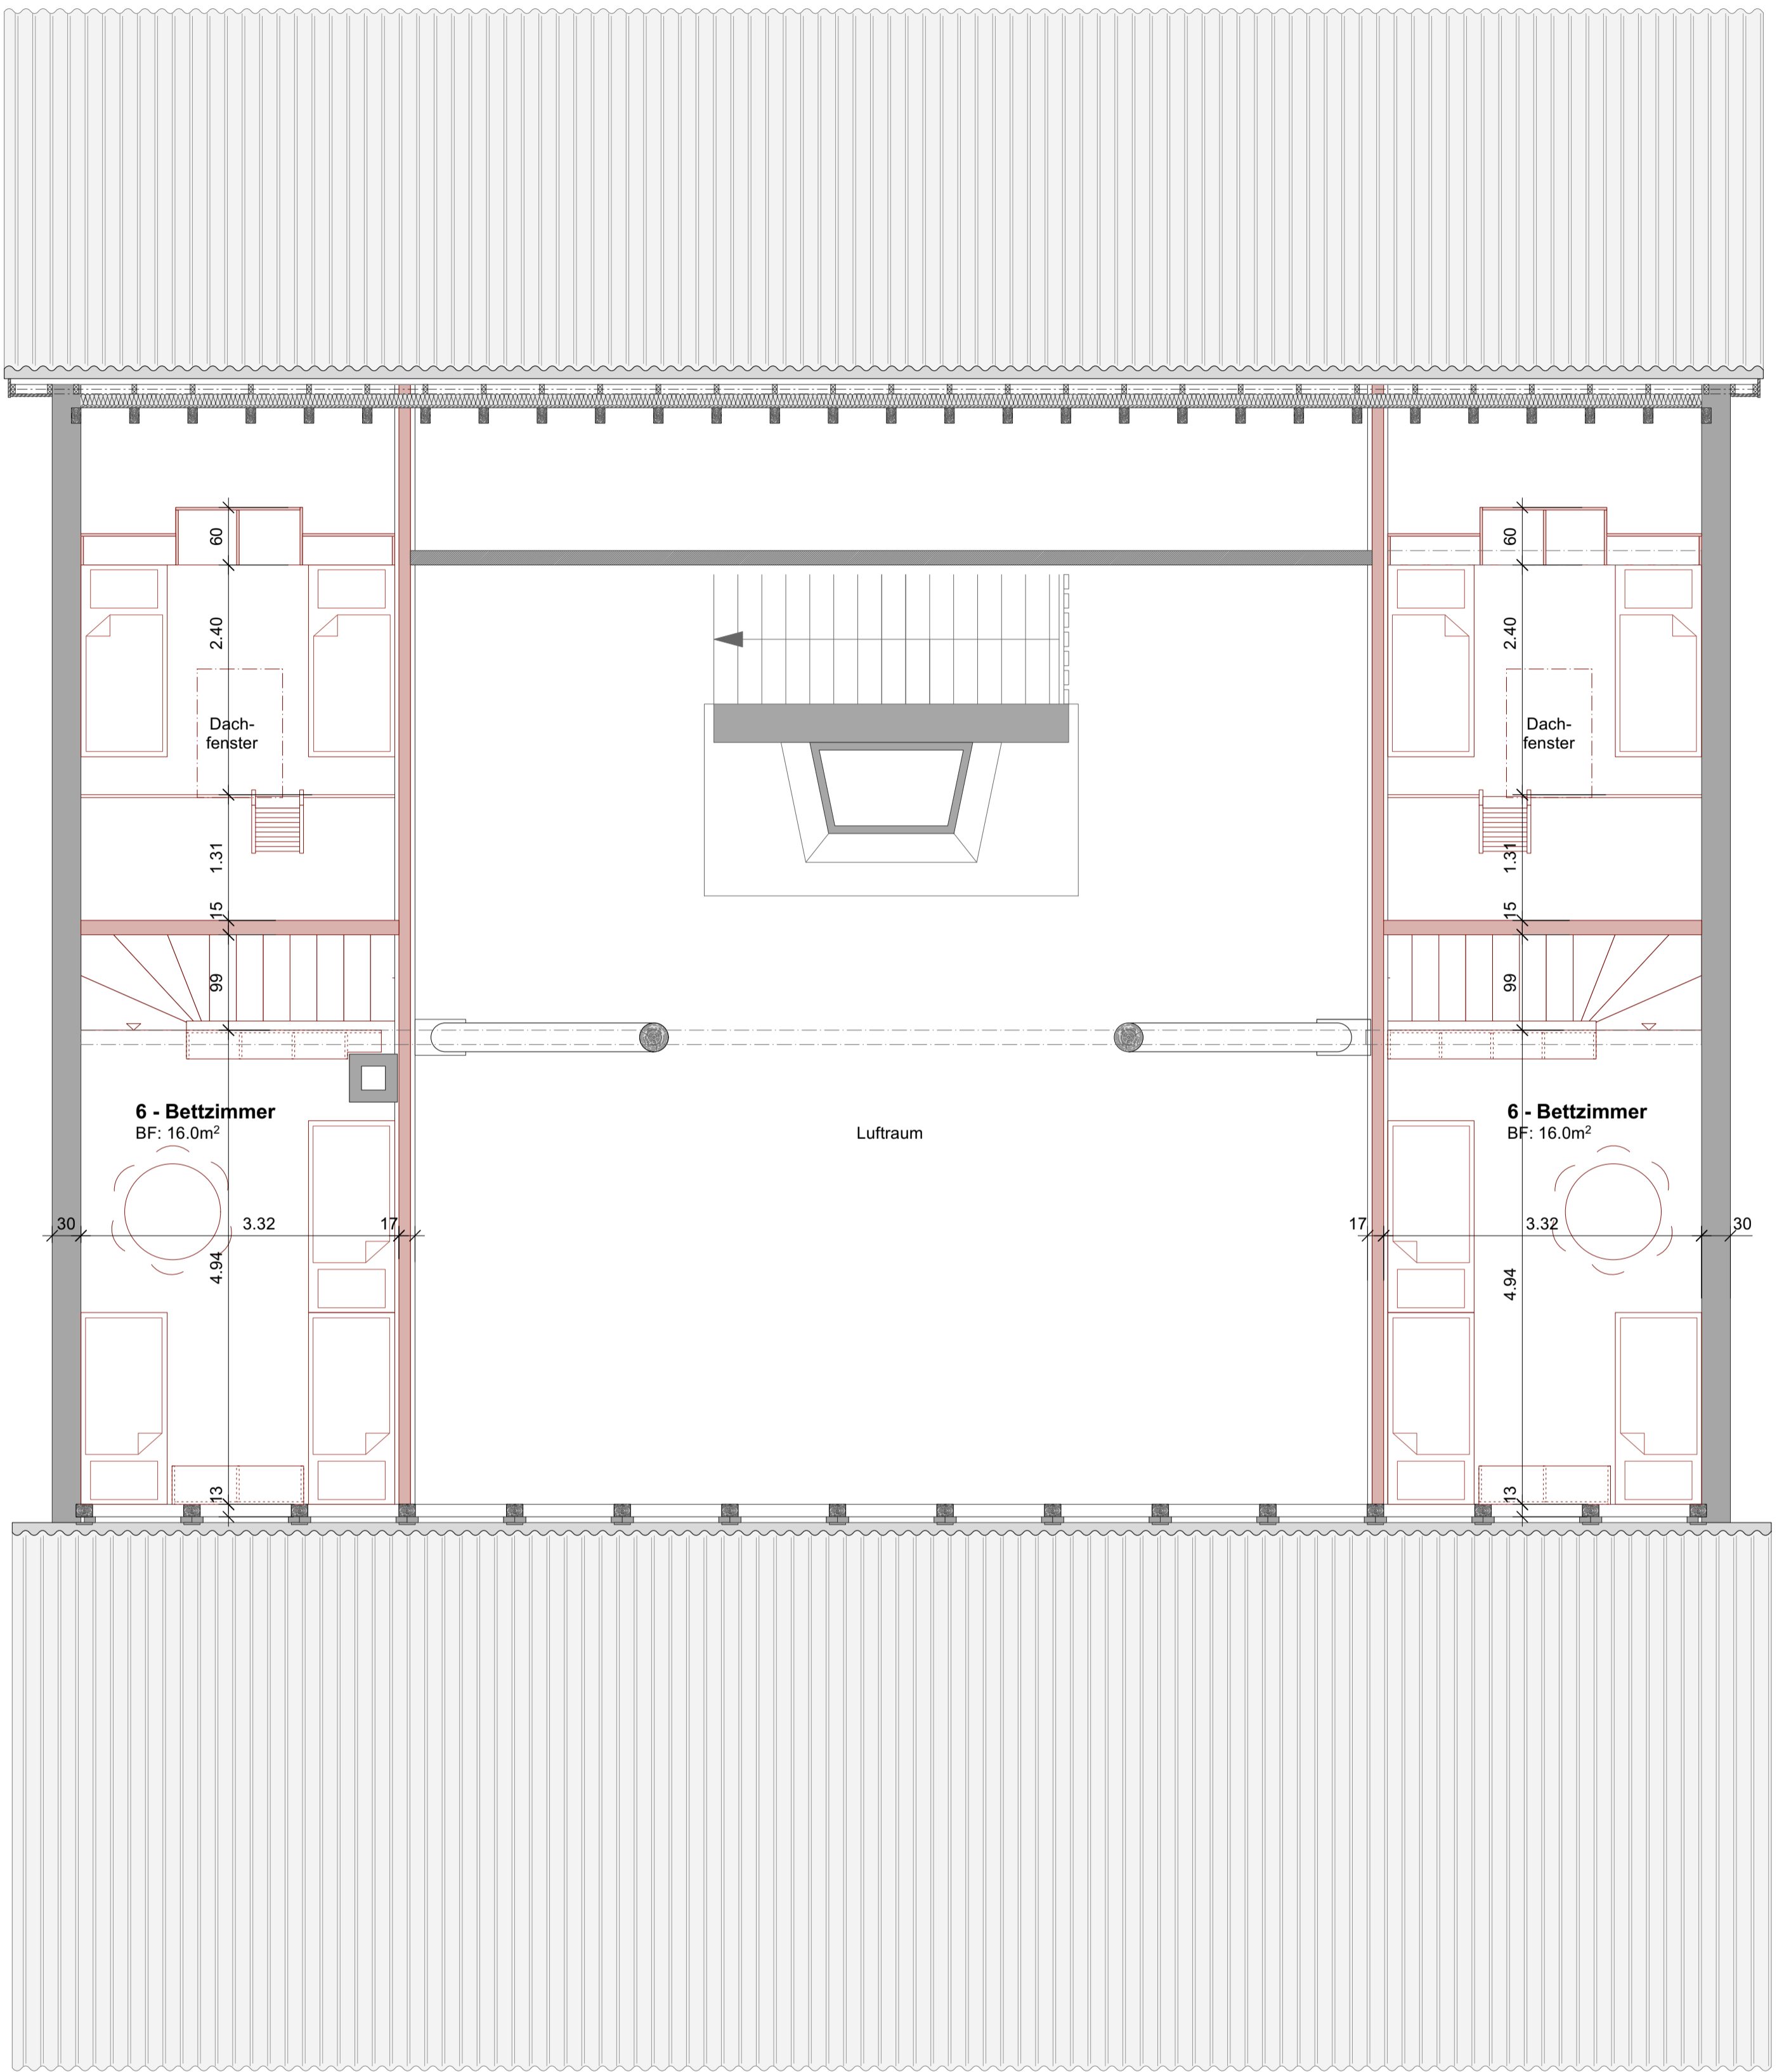 60
60
2.40
2.40
Dach-
fenster
Dach-
fenster
1.31
1.31
15
15
99
99
6 - Bettzimmer
BF: 16.0m²
Luftraum
6 - Bettzimmer
BF: 16.0m²
30
3.32
17
17
3.32
30
4.94
4.94
13
13